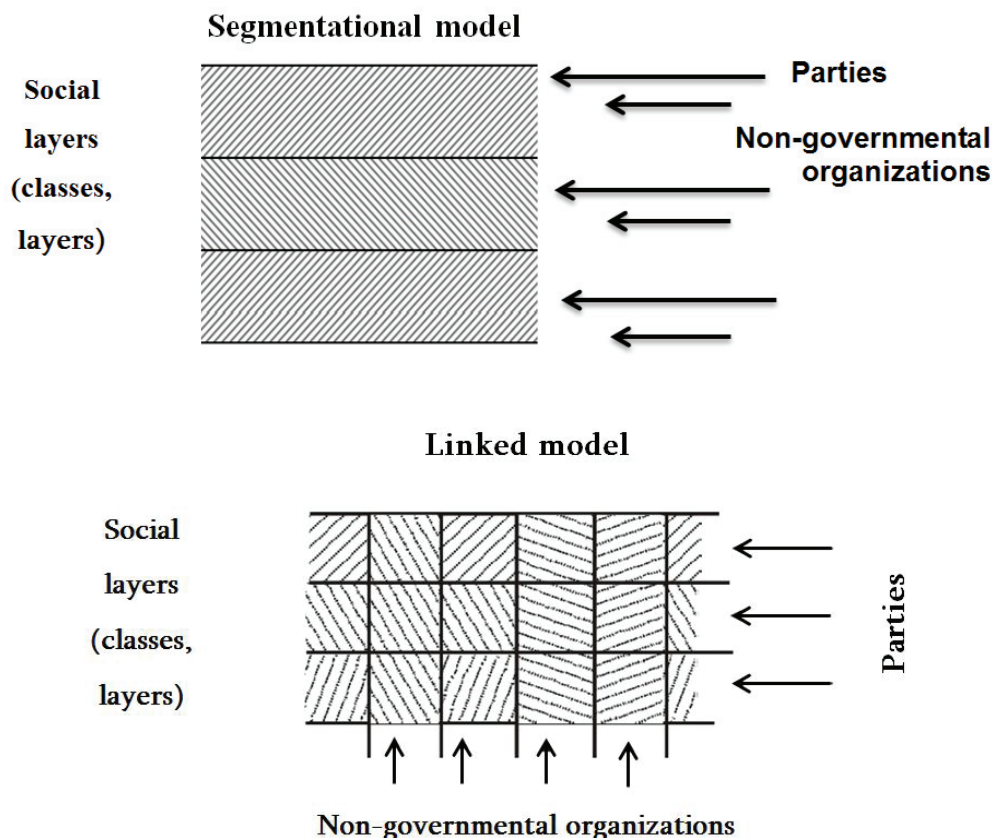 Segmentational model
Social
layers
(classes,
layers)
Parties
Non-governmental
organizations
Linked model
Social
layers
(classes,
layers)
Parties
Non-governmental organizations